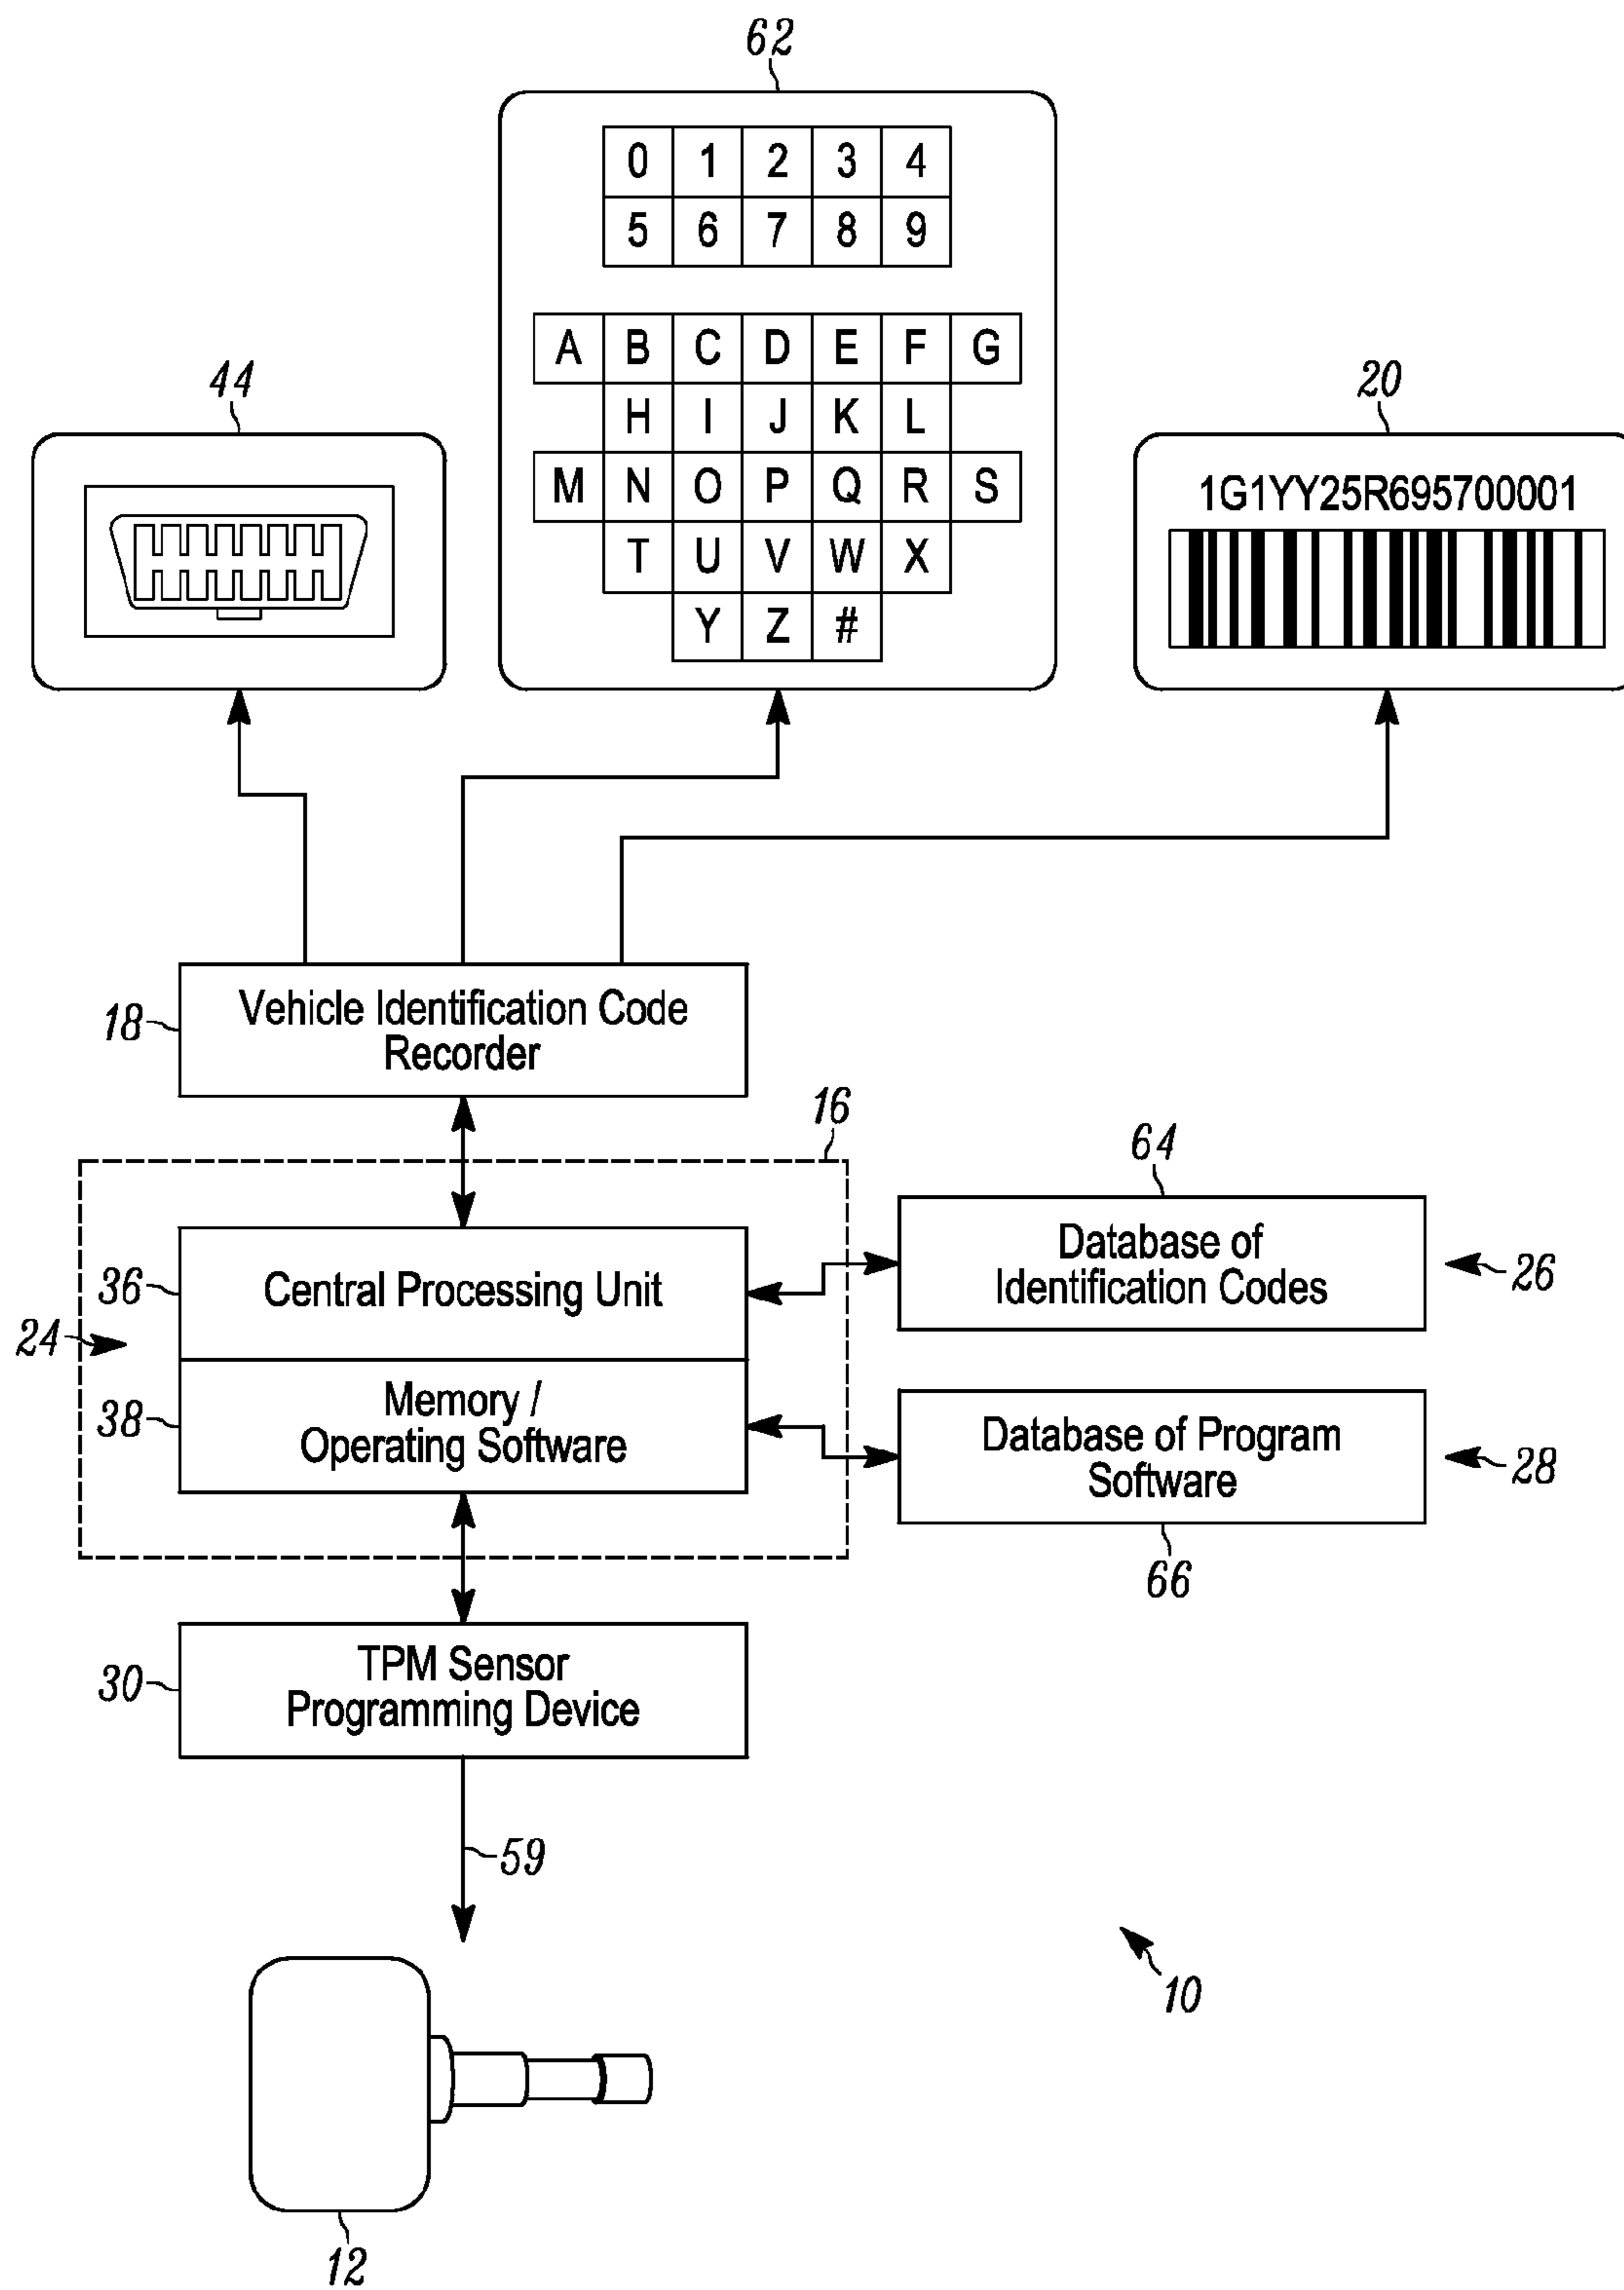 62
0 1 2 3 4
5 6 7 8 9
A B C D E F G
H I J K L
M N O P Q R S
T U V W X
Y Z #
44
20
1G1YY25R695700001
18
Vehicle Identification Code
Recorder
16
64
36
Central Processing Unit
Database of
Identification Codes
26
24
38
Memory /
Operating Software
Database of Program
Software
28
66
30
TPM Sensor
Programming Device
59
10
12